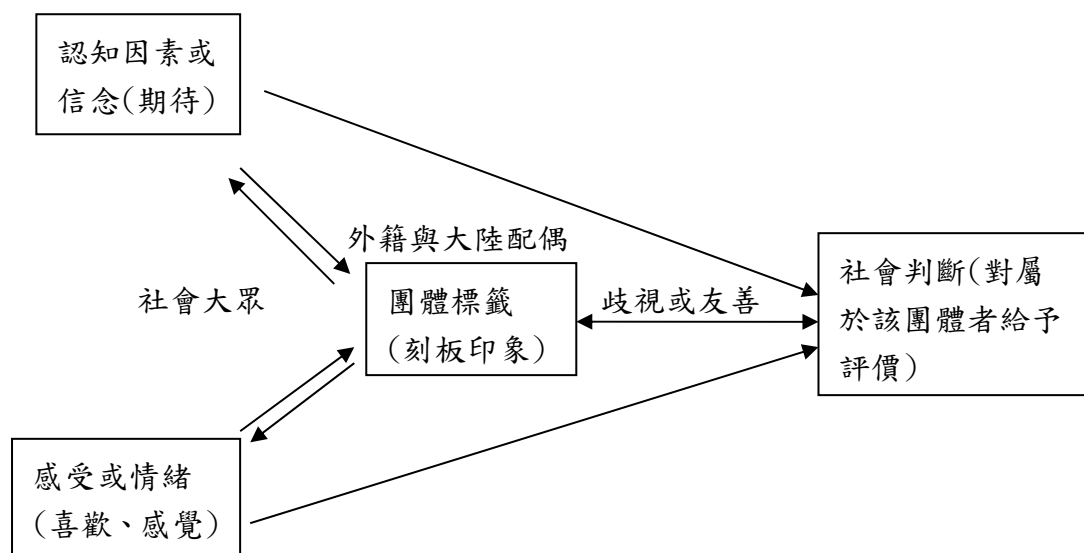 認知因素或
信念(期待)
外籍與大陸配偶
社會大眾
團體標籤
(刻板印象)
歧視或友善
社會判斷(對屬
於該團體者給予
評價)
感受或情緒
(喜歡、感覺)